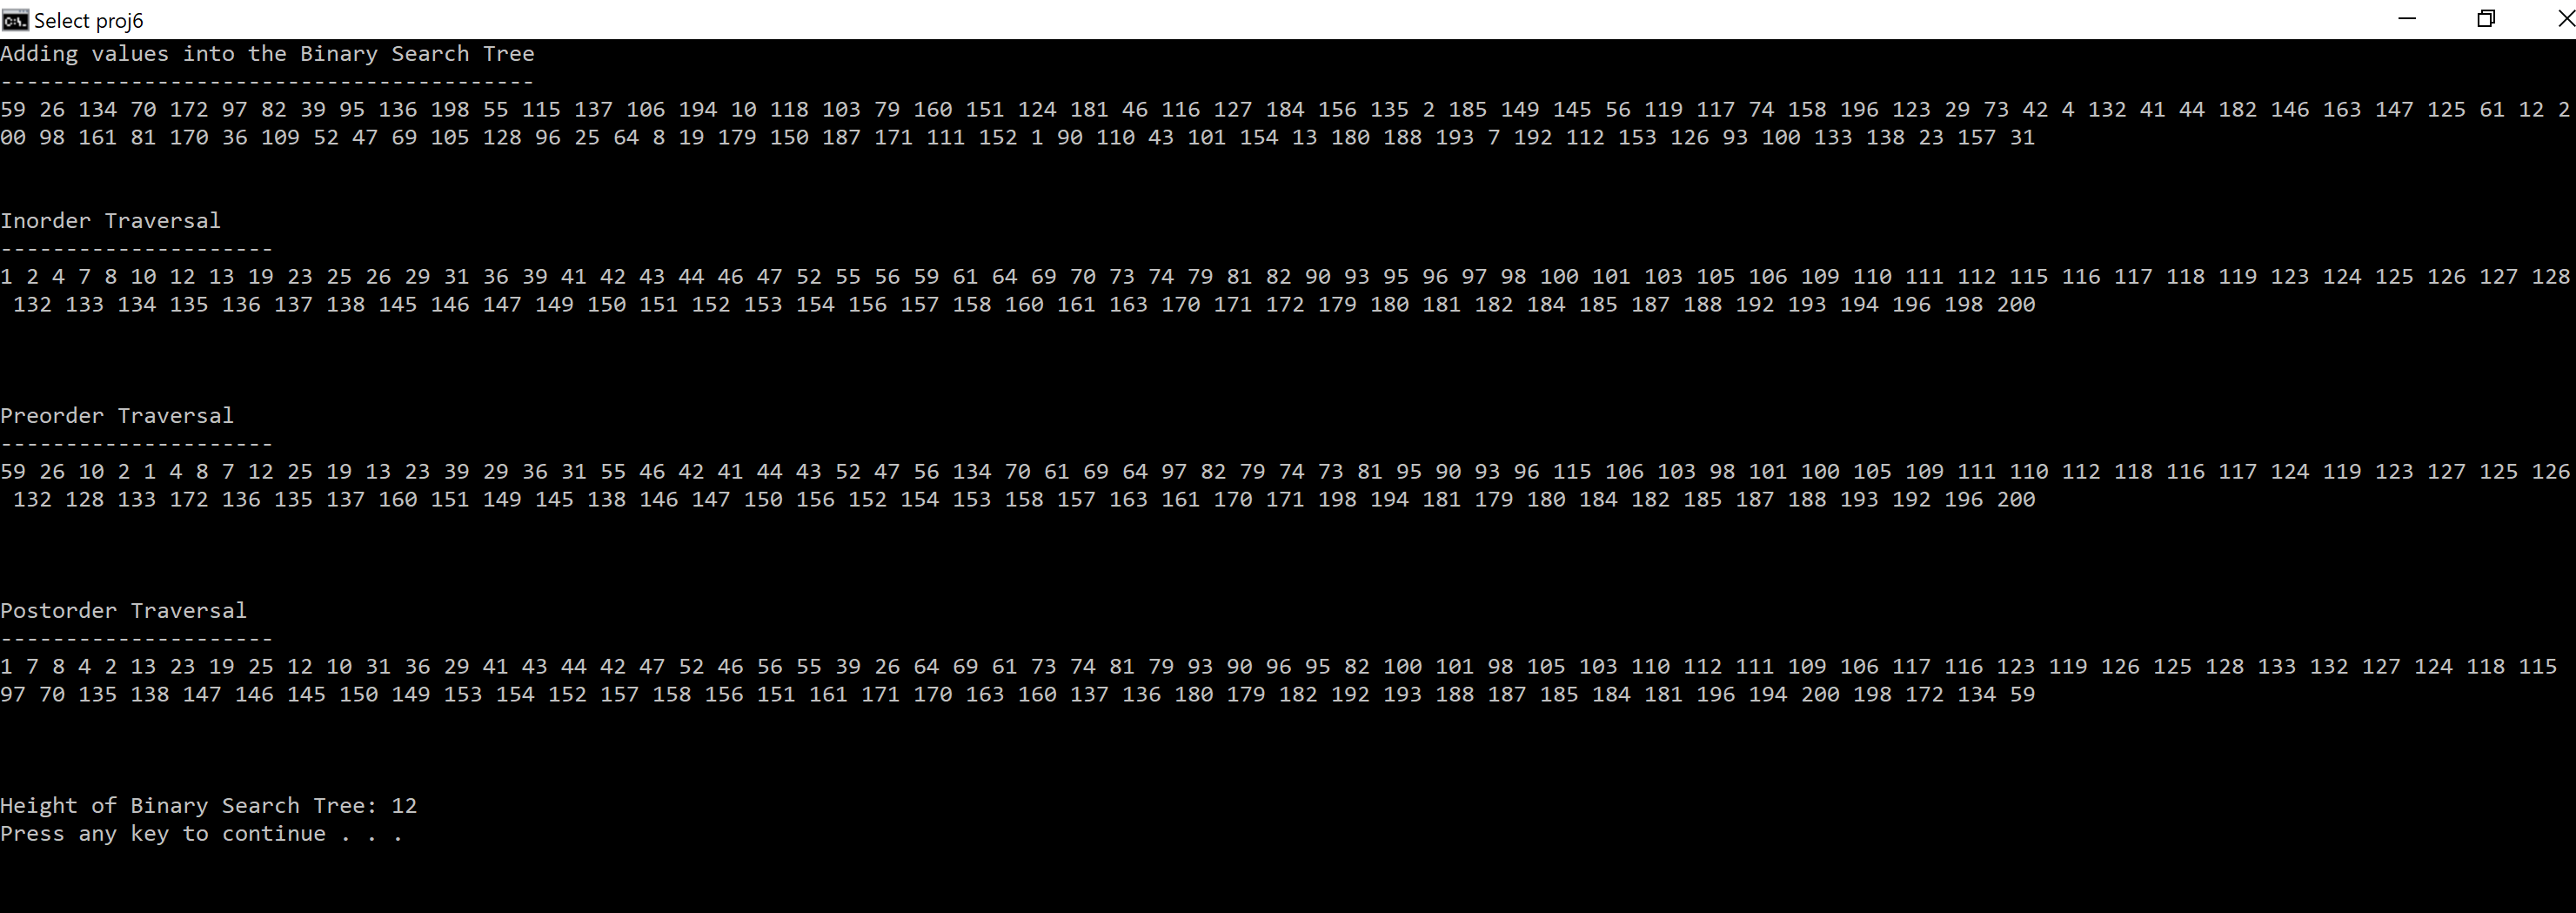 Select proj6
Adding values into the Binary Search Tree
-----------------------------------------
59 26 134 70 172 97 82 39 95 136 198 55 115 137 106 194 10 118 103 79 160 151 124 181 46 116 127 184 156 135 2 185 149 145 56 119 117 74 158 196 123 29 73 42 4 132 41 44 182 146 163 147 125 61 12 2
00 98 161 81 170 36 109 52 47 69 105 128 96 25 64 8 19 179 150 187 171 111 152 1 90 110 43 101 154 13 180 188 193 7 192 112 153 126 93 100 133 138 23 157 31
Inorder Traversal
---------------------
1 2 4 7 8 10 12 13 19 23 25 26 29 31 36 39 41 42 43 44 46 47 52 55 56 59 61 64 69 70 73 74 79 81 82 90 93 95 96 97 98 100 101 103 105 106 109 110 111 112 115 116 117 118 119 123 124 125 126 127 128
132 133 134 135 136 137 138 145 146 147 149 150 151 152 153 154 156 157 158 160 161 163 170 171 172 179 180 181 182 184 185 187 188 192 193 194 196 198 200
Preorder Traversal
---------------------
59 26 10 2 1 4 8 7 12 25 19 13 23 39 29 36 31 55 46 42 41 44 43 52 47 56 134 70 61 69 64 97 82 79 74 73 81 95 90 93 96 115 106 103 98 101 100 105 109 111 110 112 118 116 117 124 119 123 127 125 126
132 128 133 172 136 135 137 160 151 149 145 138 146 147 150 156 152 154 153 158 157 163 161 170 171 198 194 181 179 180 184 182 185 187 188 193 192 196 200
Postorder Traversal
---------------------
1 7 8 4 2 13 23 19 25 12 10 31 36 29 41 43 44 42 47 52 46 56 55 39 26 64 69 61 73 74 81 79 93 90 96 95 82 100 101 98 105 103 110 112 111 109 106 117 116 123 119 126 125 128 133 132 127 124 118 115
97 70 135 138 147 146 145 150 149 153 154 152 157 158 156 151 161 171 170 163 160 137 136 180 179 182 192 193 188 187 185 184 181 196 194 200 198 172 134 59
Height of Binary Search Tree: 12
Press any key to continue . . .